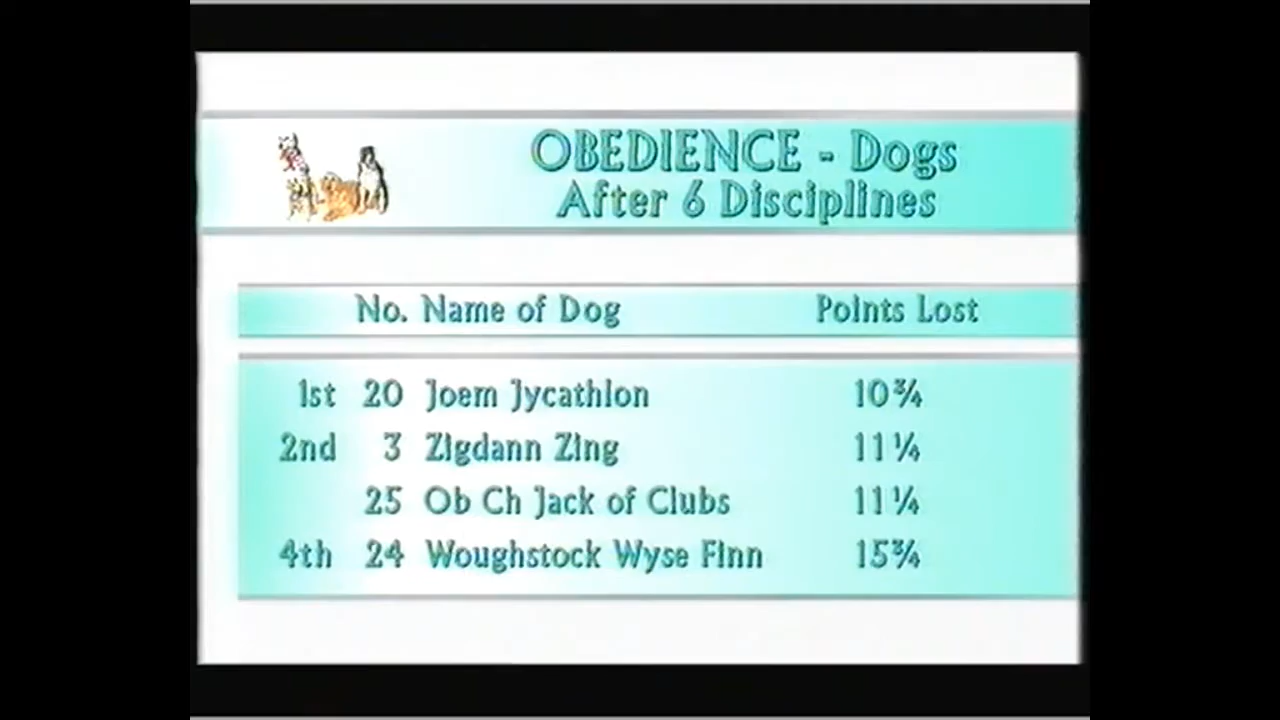 OBEDIENCE - Dogs
After 6 Disciplines
No. Name of Dog Points Lost
1st 20 Joem Jycathlon 10¾
2nd 3 Zigdann Zing 11¼
25 Ob Ch Jack of Clubs 11¼
4th 24 Woughstock Wyse Finn 15¾